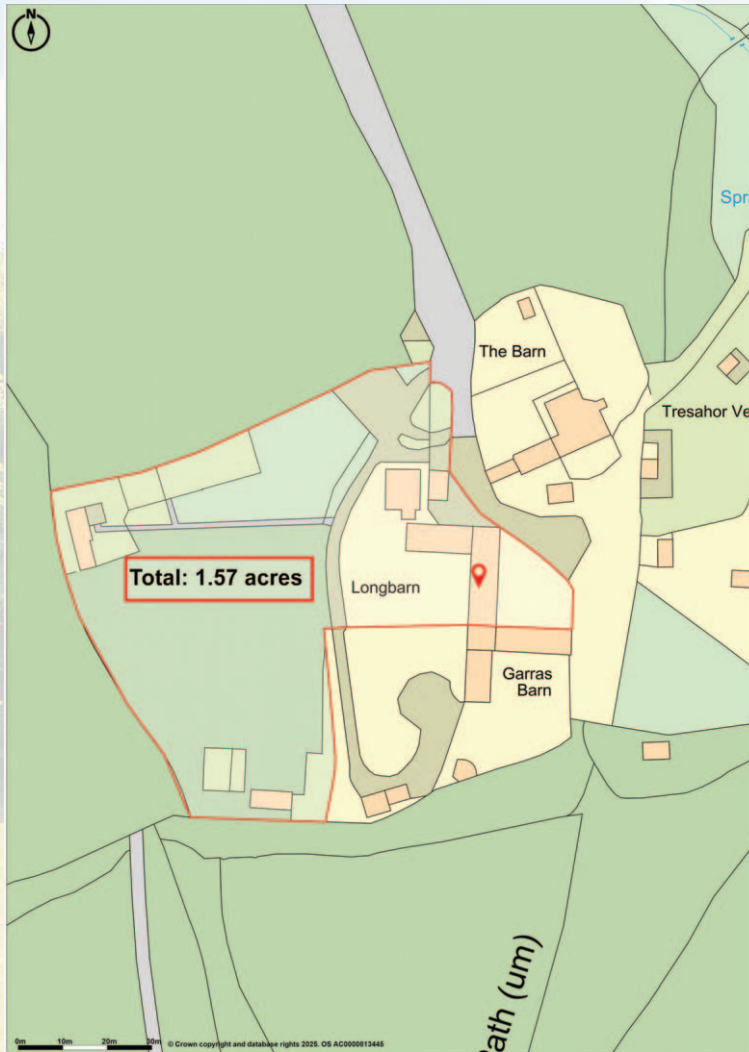 N
Spr
The Barn
Tresahor Ve
Total: 1.57 acres
Longbarn
Garras
Barn
Path (um)
0m 10m 20m 30m © Crown copyright and database rights 2025. OS AC0000813445